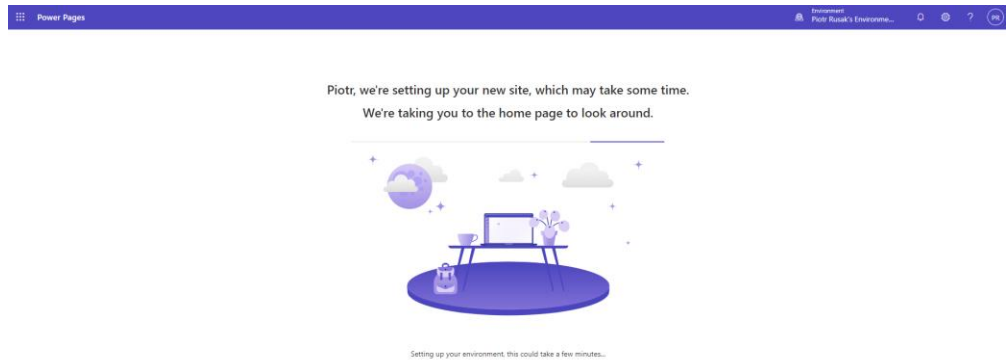 Power Pages
Environment
Piotr Rusak's Environme...
?
PR
Piotr, we're setting up your new site, which may take some time.
We're taking you to the home page to look around.
Setting up your environment, this could take a few minutes...